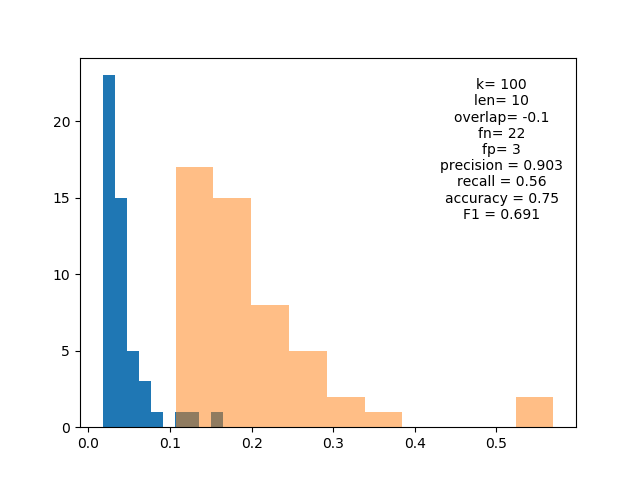 k= 100
len= 10
overlap= -0.1
fn= 22
fp= 3
precision = 0.903
recall = 0.56
accuracy = 0.75
F1 = 0.691
20
15
10
5
0
0.0 0.1 0.2 0.3 0.4 0.5